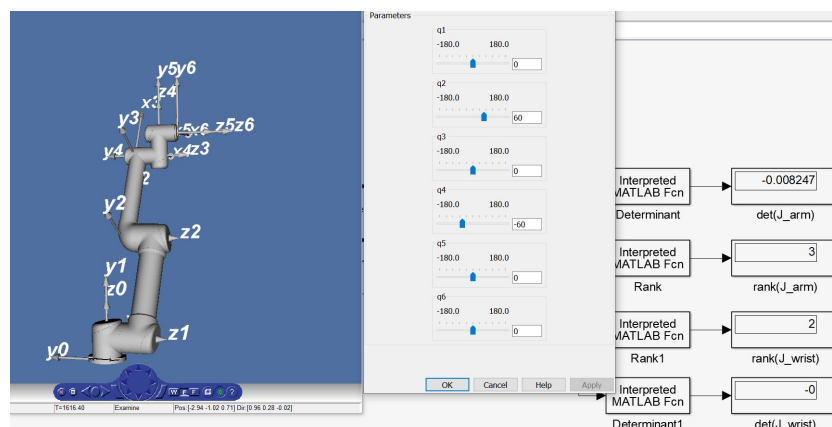 y5y6
z4
x3
y3
x5x6 z5z6
y4
x4z3
y2
z2
y1
z0
z1
y0
T=1616.40 Examine Pos:[-2.94 -1.02 0.71] Dir:[0.96 0.28 -0.02]
Parameters
q1
-180.0 180.0
0
q2
-180.0 180.0
60
q3
-180.0 180.0
0
q4
-180.0 180.0
-60
q5
-180.0 180.0
0
q6
-180.0 180.0
0
OK Cancel Help Apply
Interpreted
MATLAB Fcn
-0.008247
Determinant det(J_arm)
Interpreted
MATLAB Fcn
3
Rank rank(J_arm)
Interpreted
MATLAB Fcn
2
Rank1 rank(J_wrist)
Interpreted
MATLAB Fcn
-0
Determinant1 det(J_wrist)